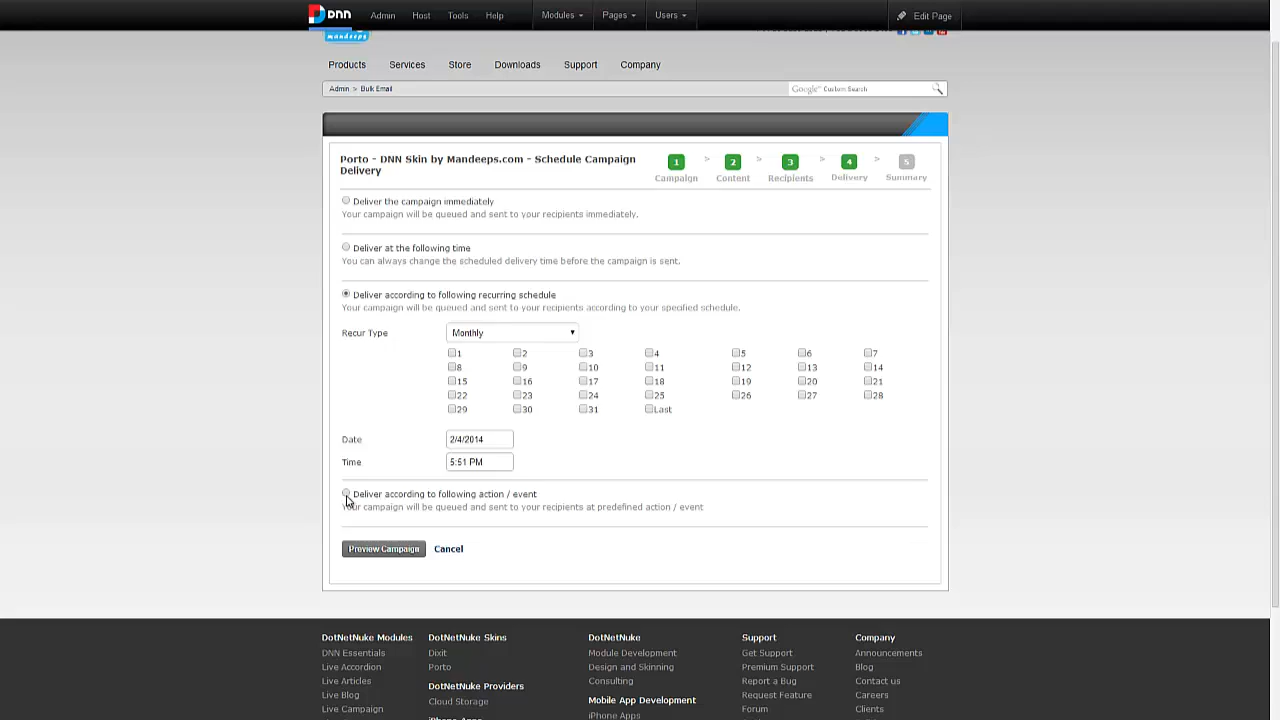 DNN Admin Host Tools Help Modules Pages Users Edit Page
mandeeps
Products Services Store Downloads Support Company
Admin > Bulk Email Google™ Custom Search
Porto - DNN Skin by Mandeeps.com - Schedule Campaign
Delivery
1 > 2 > 3 > 4 > 5
Campaign Content Recipients Delivery Summary
Deliver the campaign immediately
Your campaign will be queued and sent to your recipients immediately.
Deliver at the following time
You can always change the scheduled delivery time before the campaign is sent.
Deliver according to following recurring schedule
Your campaign will be queued and sent to your recipients according to your specified schedule.
Recur Type Monthly
1 2 3 4 5 6 7
8 9 10 11 12 13 14
15 16 17 18 19 20 21
22 23 24 25 26 27 28
29 30 31 Last
Date 2/4/2014
Time 5:51 PM
Deliver according to following action / event
Your campaign will be queued and sent to your recipients at predefined action / event
Preview Campaign Cancel
DotNetNuke Modules DotNetNuke Skins DotNetNuke Support Company
DNN Essentials Dixit Module Development Get Support Announcements
Live Accordion Porto Design and Skinning Premium Support Blog
Live Articles Consulting Report a Bug Contact us
DotNetNuke Providers
Live Blog Request Feature Careers
Cloud Storage Mobile App Development
Live Campaign Forum Clients
iPhone Apps